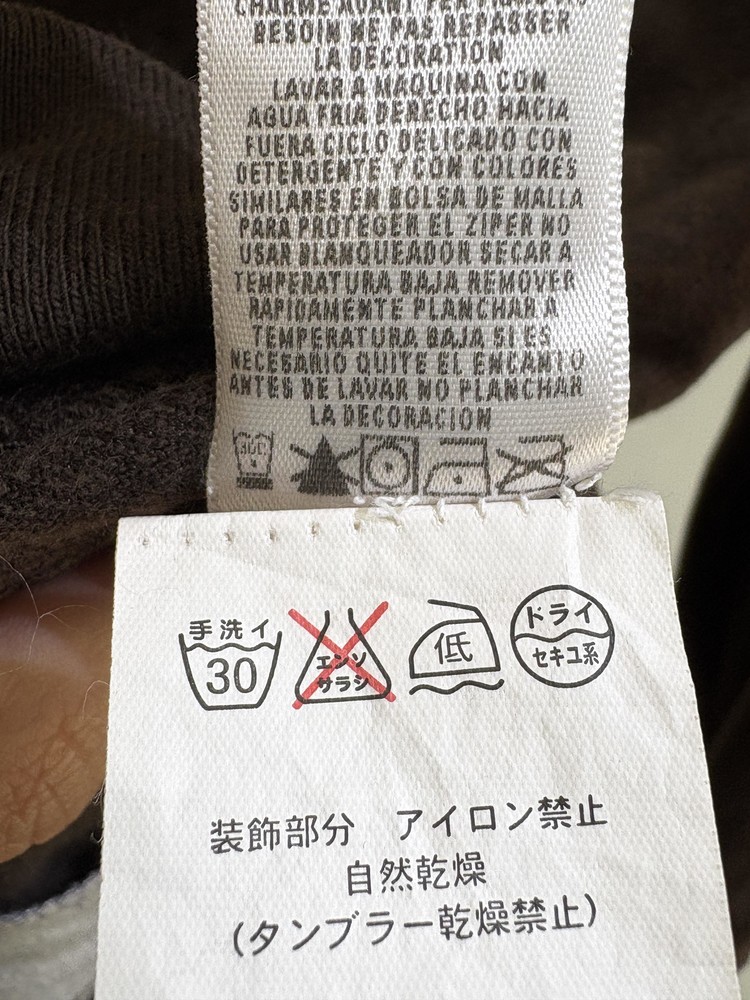 CHARME AVANT
BESOIN NE PAS REPASSER
LA DECORATION
LAVAR A MAQUINA CON
AGUA FRIA DERECHO HACIA
FUERA CICLO DELICADO CON
DETERGENTE Y CON COLORES
SIMILARES EN BOLSA DE MALLA
PARA PROTEGER EL ZIPER NO
USAR BLANQUEADOR SECAR A
TEMPERATURA BAJA REMOVER
RAPIDAMENTE PLANCHAR A
TEMPERATURA BAJA SI ES
NECESARIO QUITE EL ENCANTO
ANTES DE LAVAR NO PLANCHAR
LA DECORACION
手洗イ
30
エンソ
サラシ
低
ドライ
セキユ系
装飾部分　アイロン禁止
自然乾燥
(タンブラー乾燥禁止)